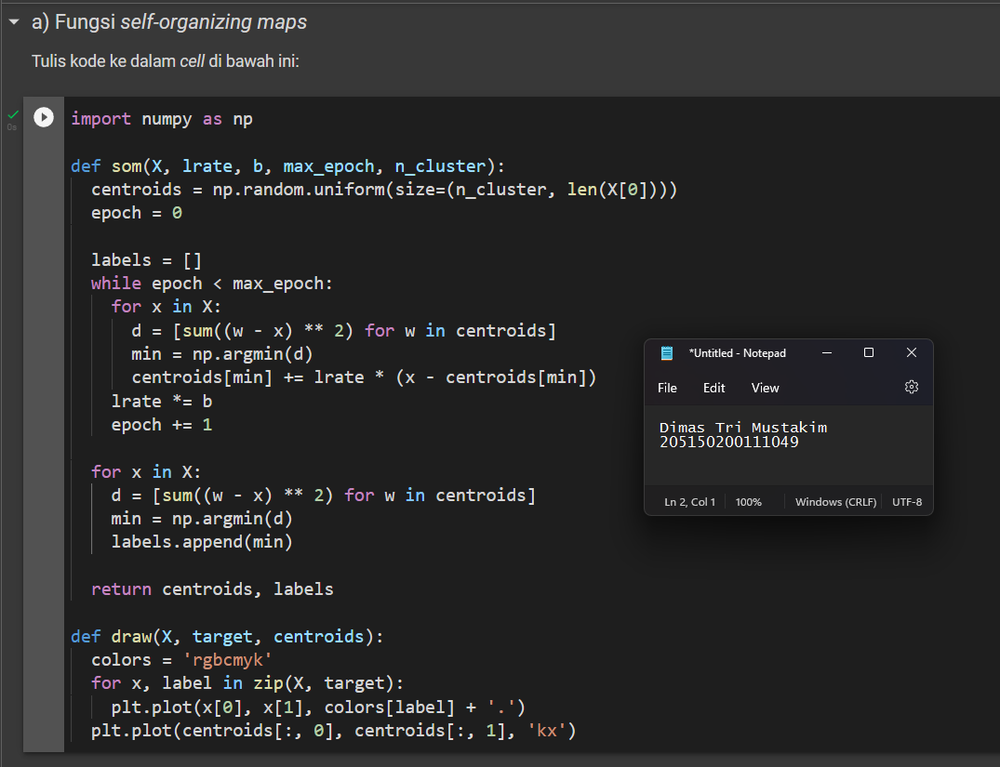 a) Fungsi self-organizing maps
Tulis kode ke dalam cell di bawah ini:
0s
import numpy as np
def som(X, lrate, b, max_epoch, n_cluster):
  centroids = np.random.uniform(size=(n_cluster, len(X[0])))
  epoch = 0
  labels = []
  while epoch < max_epoch:
    for x in X:
      d = [sum((w - x) ** 2) for w in centroids]
      min = np.argmin(d)
      centroids[min] += lrate * (x - centroids[min])
    lrate *= b
    epoch += 1
  for x in X:
    d = [sum((w - x) ** 2) for w in centroids]
    min = np.argmin(d)
    labels.append(min)
  return centroids, labels
def draw(X, target, centroids):
  colors = 'rgbcmyk'
  for x, label in zip(X, target):
    plt.plot(x[0], x[1], colors[label] + '.')
  plt.plot(centroids[:, 0], centroids[:, 1], 'kx')
*Untitled - Notepad
File Edit View
Dimas Tri Mustakim
205150200111049
Ln 2, Col 1 100% Windows (CRLF) UTF-8